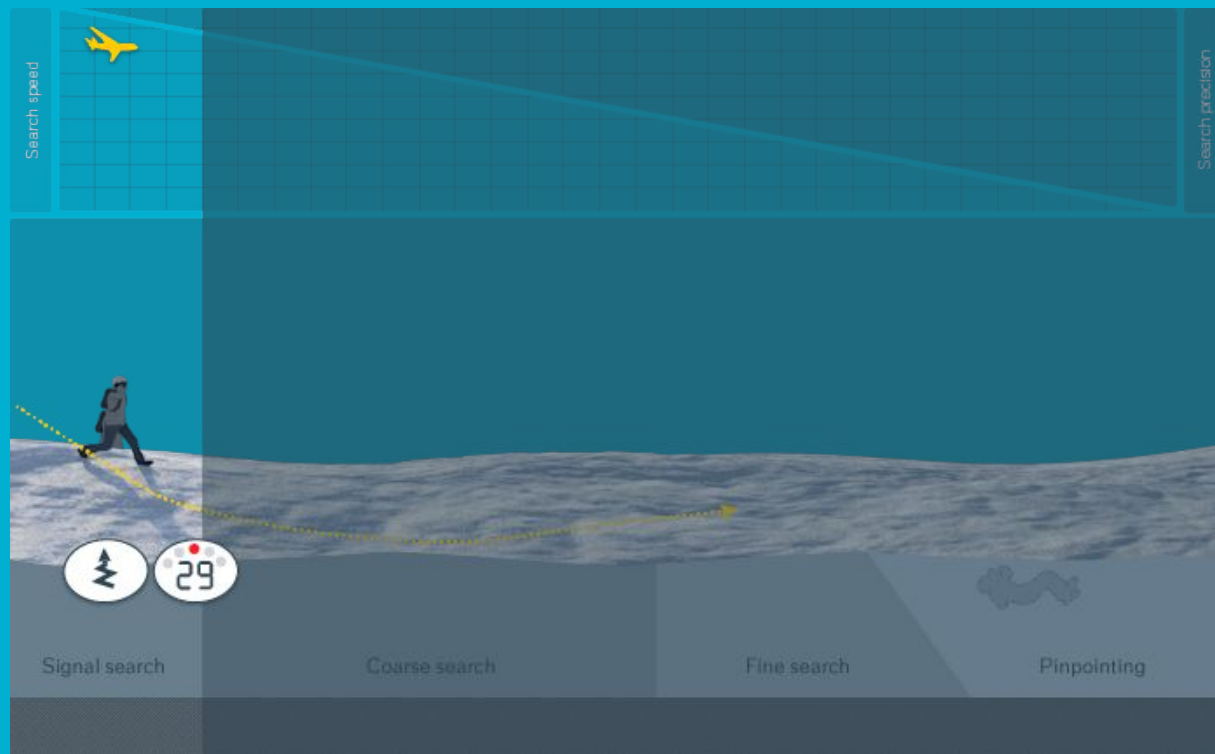 Search speed
Search precision
29
Signal search
Coarse search
Fine search
Pinpointing